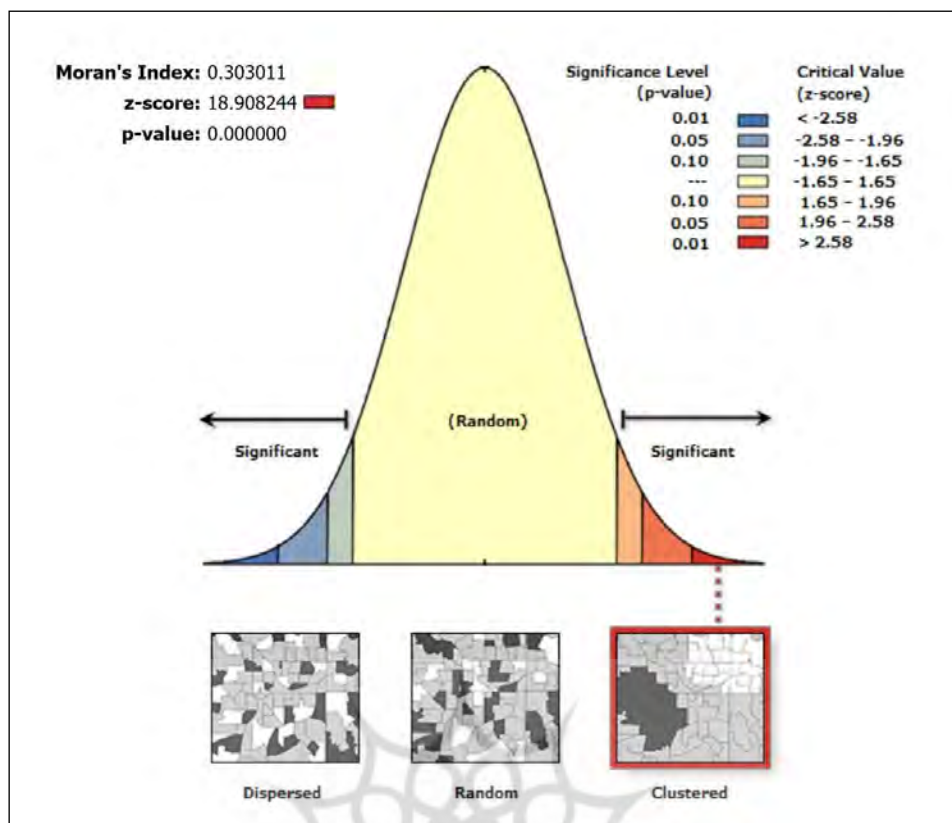 Moran's Index: 0.303011
z-score: 18.908244
p-value: 0.000000
Significance Level
(p-value)
Critical Value
(z-score)
0.01 < -2.58
0.05 -2.58 – -1.96
0.10 -1.96 – -1.65
--- -1.65 – 1.65
0.10 1.65 – 1.96
0.05 1.96 – 2.58
0.01 > 2.58
(Random)
Significant
Significant
Dispersed
Random
Clustered